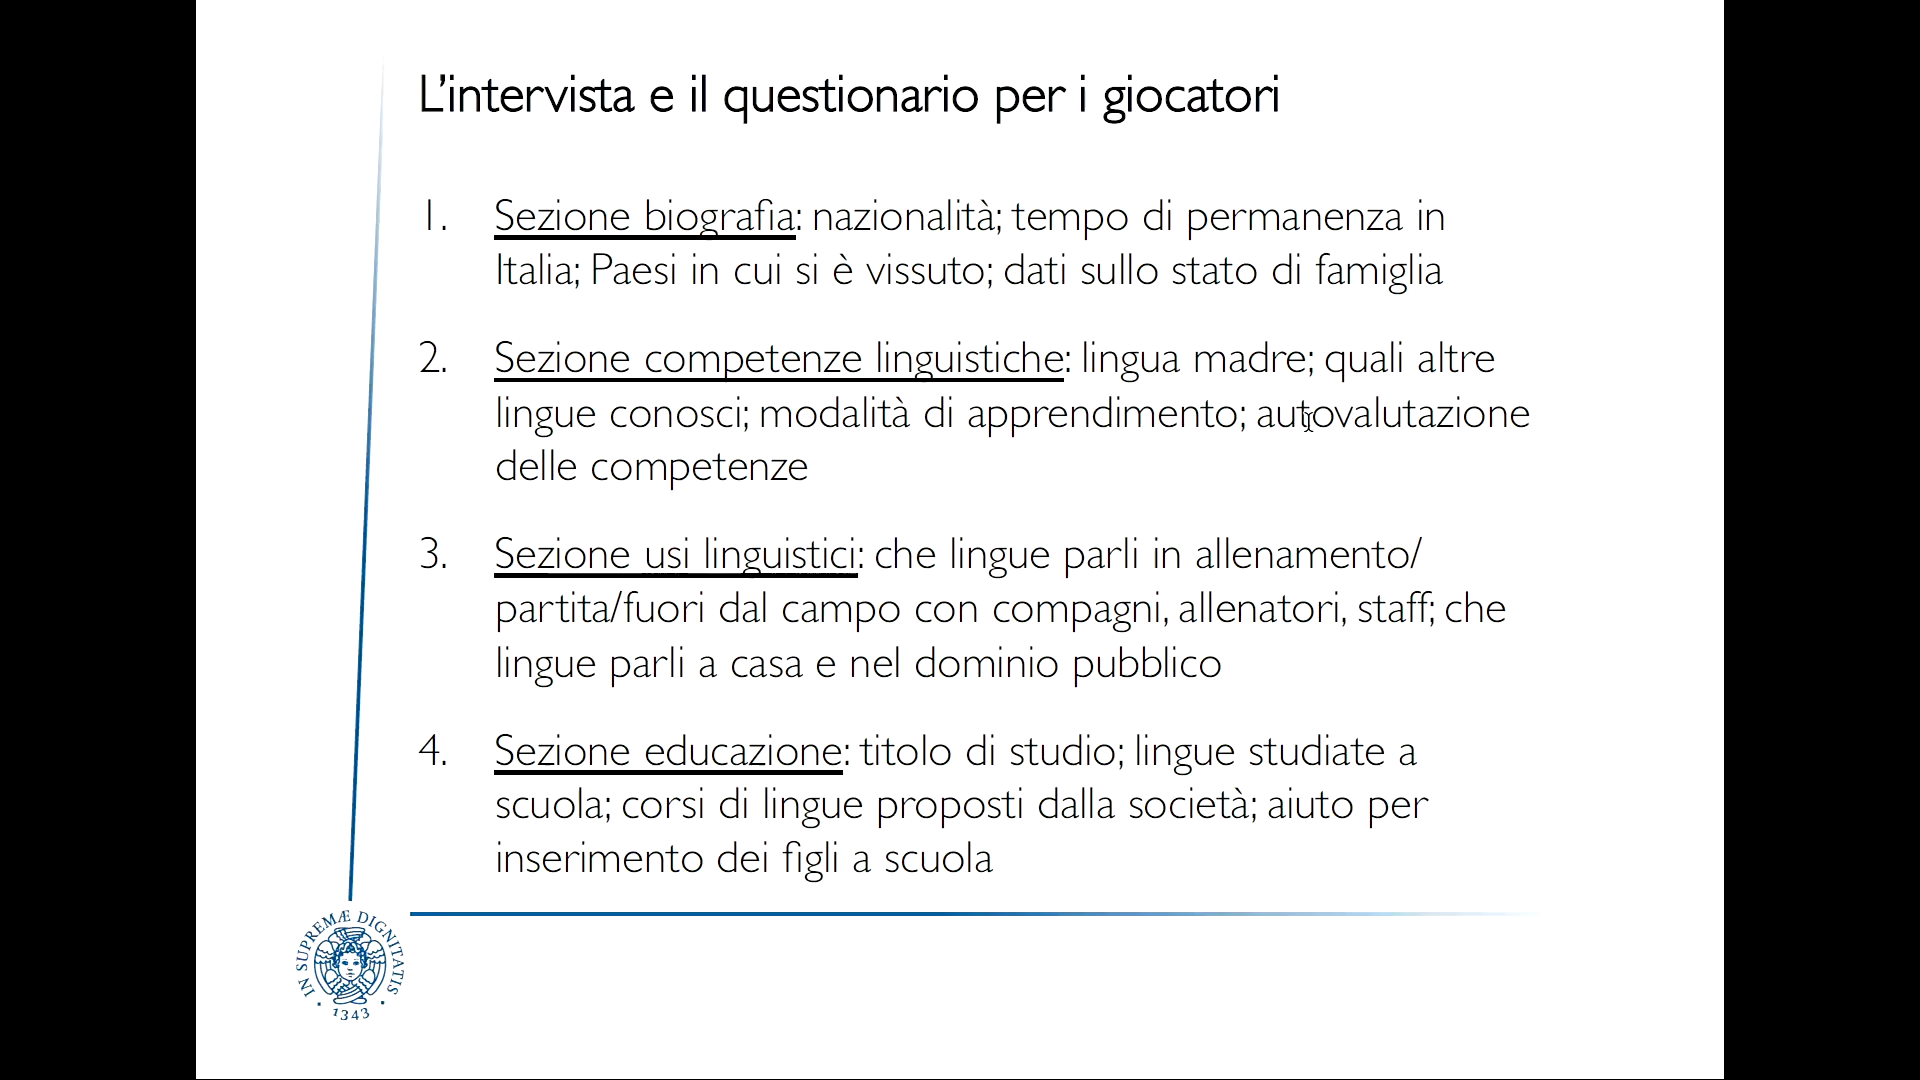 L’intervista e il questionario per i giocatori
1. Sezione biografia: nazionalità; tempo di permanenza in
Italia; Paesi in cui si è vissuto; dati sullo stato di famiglia
2. Sezione competenze linguistiche: lingua madre; quali altre
lingue conosci; modalità di apprendimento; autovalutazione
delle competenze
3. Sezione usi linguistici: che lingue parli in allenamento/
partita/fuori dal campo con compagni, allenatori, staff; che
lingue parli a casa e nel dominio pubblico
4. Sezione educazione: titolo di studio; lingue studiate a
scuola; corsi di lingue proposti dalla società; aiuto per
inserimento dei figli a scuola
IN SUPREMÆ DIGNITATIS
· 1343 ·